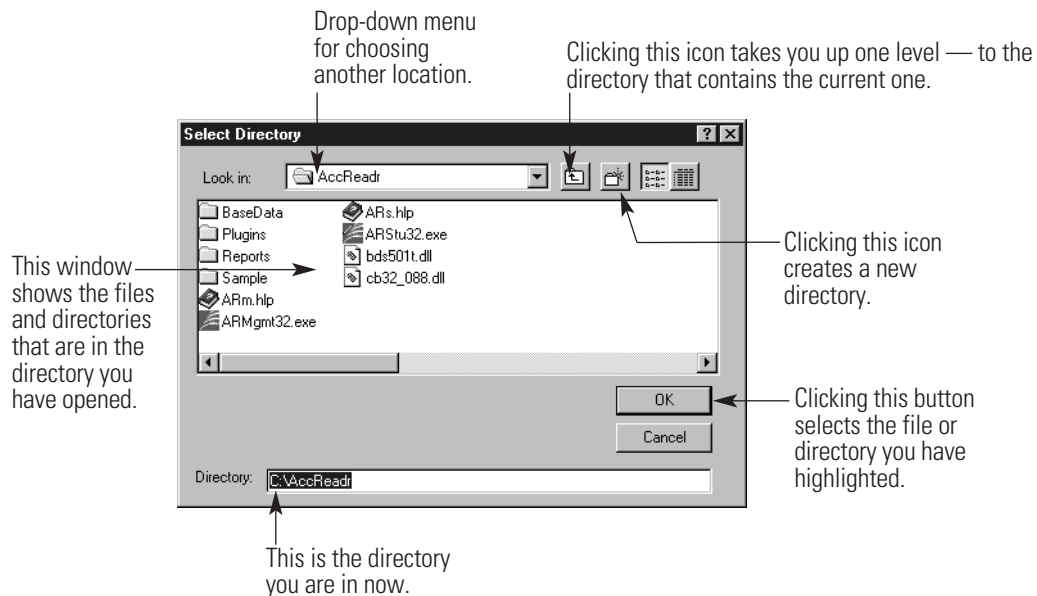 Drop-down menu
for choosing
another location.
Clicking this icon takes you up one level — to the
directory that contains the current one.
Select Directory
Look in:
AccReadr
BaseData
Plugins
Reports
Sample
ARm.hlp
ARMgmt32.exe
ARs.hlp
ARStu32.exe
bds501t.dll
cb32_088.dll
This window
shows the files
and directories
that are in the
directory you
have opened.
Clicking this icon
creates a new
directory.
OK
Cancel
Clicking this button
selects the file or
directory you have
highlighted.
Directory:
C:\AccReadr
This is the directory
you are in now.